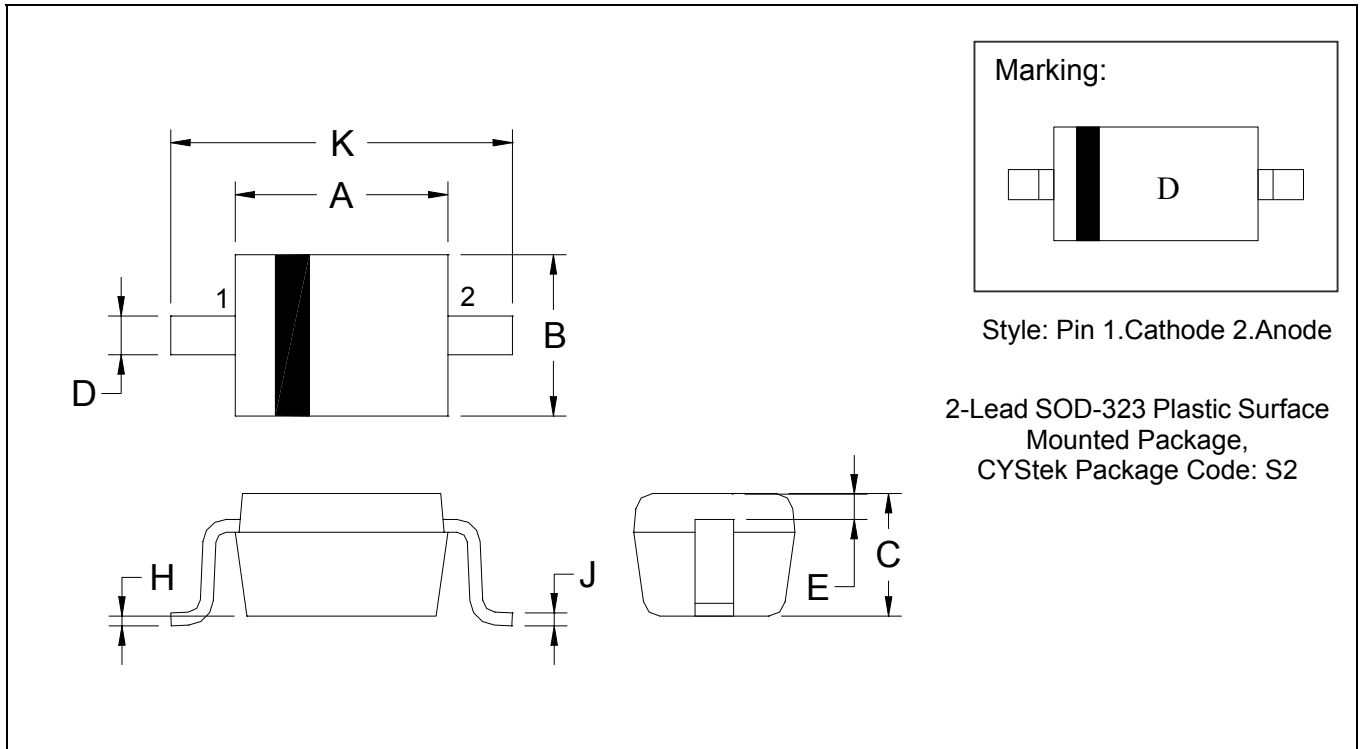 Marking:
D
K
A
1
2
B
D
Style: Pin 1.Cathode 2.Anode
2-Lead SOD-323 Plastic Surface
Mounted Package,
CYStek Package Code: S2
H
J
E
C